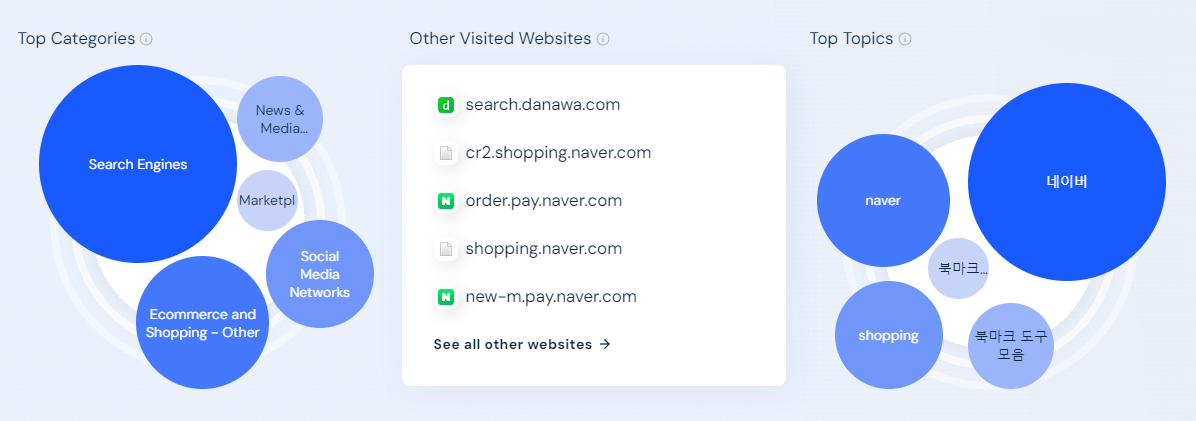 Top Categories
Search Engines
News &
Media...
Marketpl
Social
Media
Networks
Ecommerce and
Shopping - Other
Other Visited Websites
search.danawa.com
cr2.shopping.naver.com
order.pay.naver.com
shopping.naver.com
new-m.pay.naver.com
See all other websites →
Top Topics
네이버
naver
북마크...
shopping
북마크 도구
모음